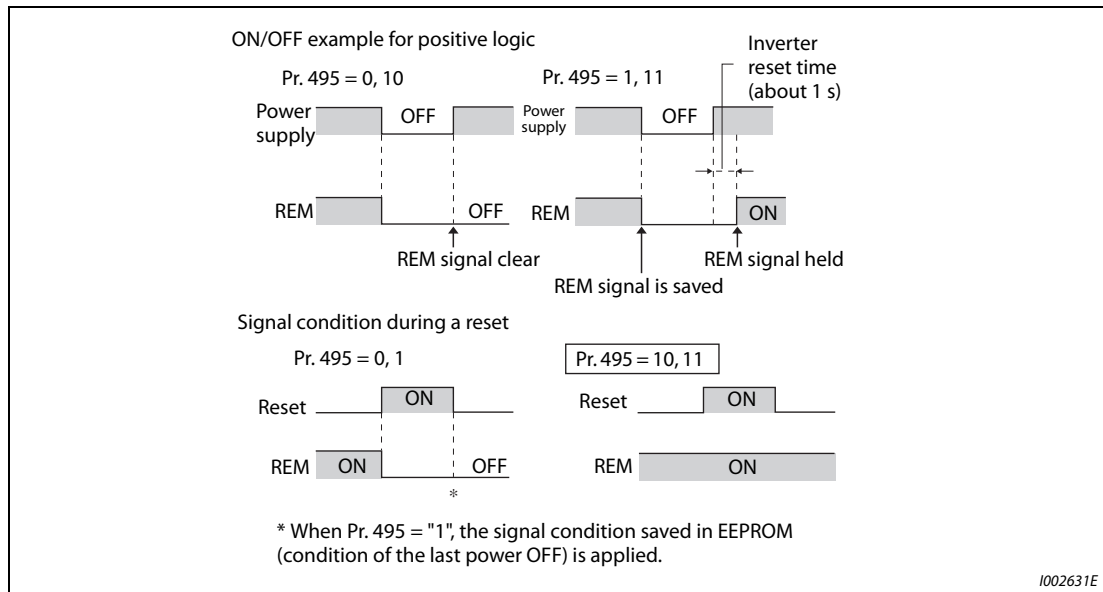 ON/OFF example for positive logic
Pr. 495 = 0, 10
Power
supply
OFF
REM
OFF
REM signal clear
Pr. 495 = 1, 11
Inverter
reset time
(about 1 s)
Power
supply
OFF
REM
ON
REM signal held
REM signal is saved
Signal condition during a reset
Pr. 495 = 0, 1
Reset
ON
REM
ON
OFF
*
Pr. 495 = 10, 11
Reset
ON
REM
ON
* When Pr. 495 = "1", the signal condition saved in EEPROM
(condition of the last power OFF) is applied.
I002631E